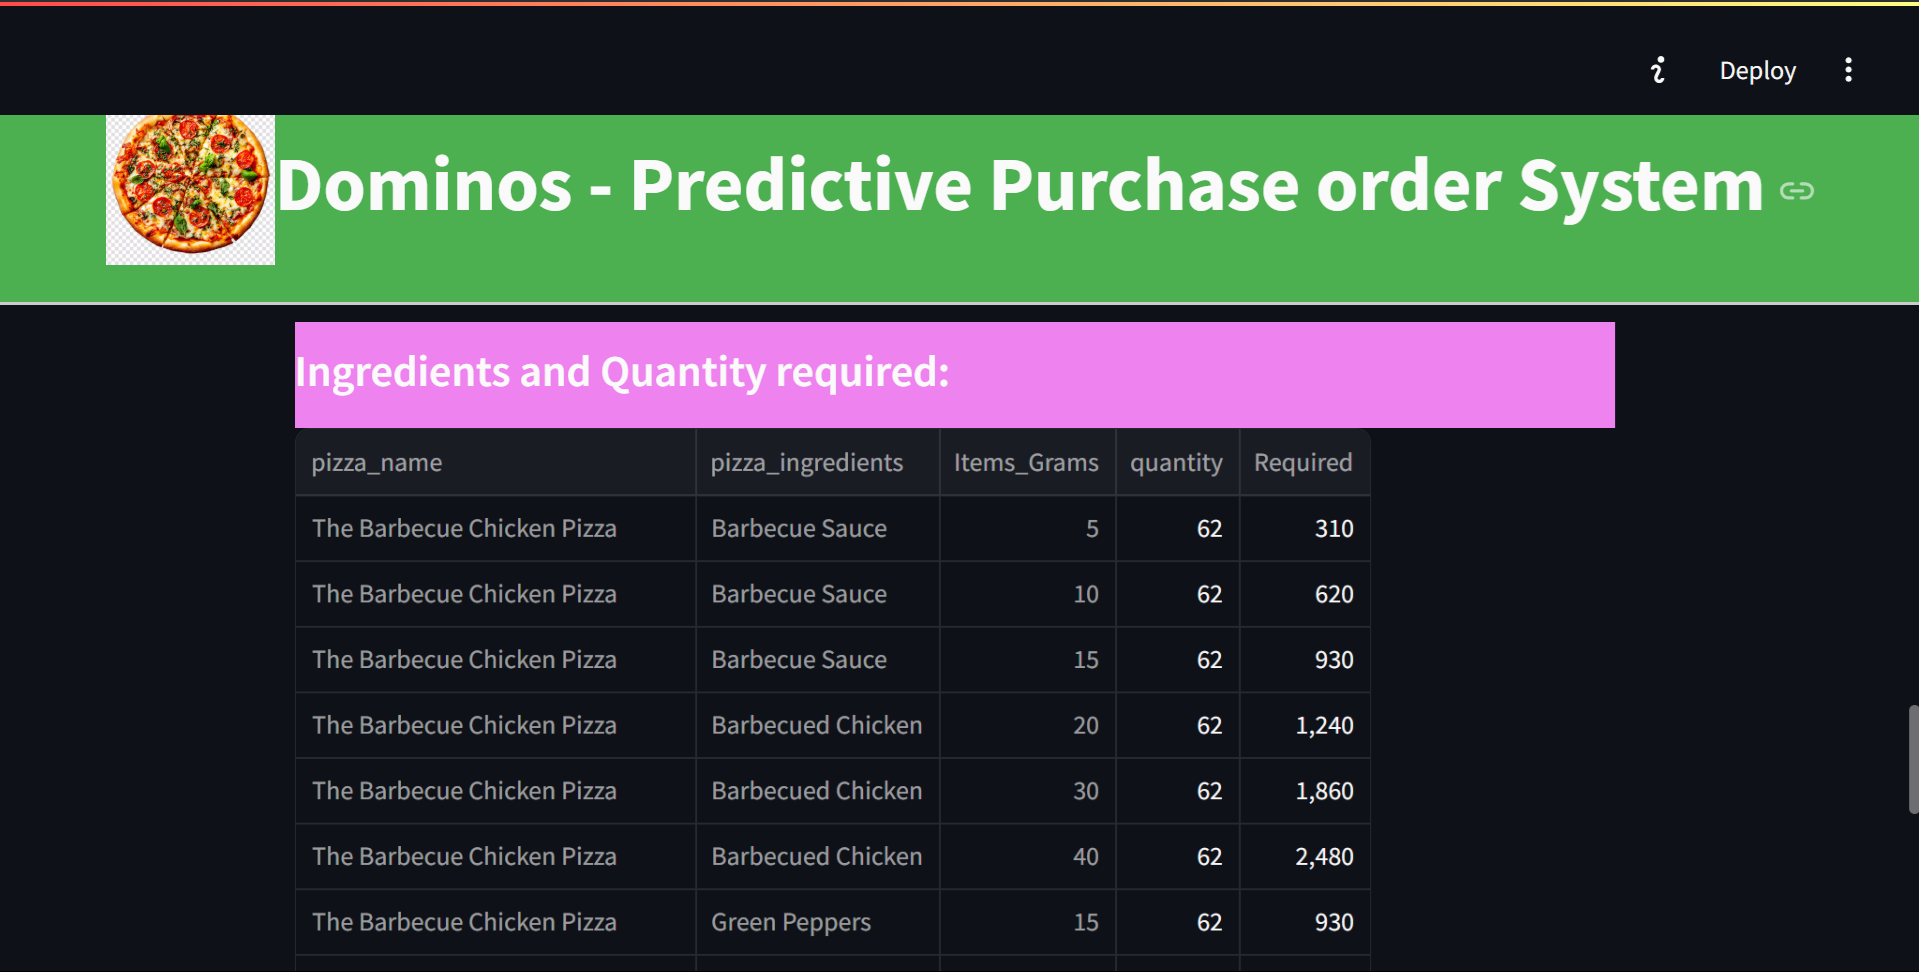 Deploy
Dominos - Predictive Purchase order System
Ingredients and Quantity required:
pizza_name pizza_ingredients Items_Grams quantity Required
The Barbecue Chicken Pizza Barbecue Sauce 5 62 310
The Barbecue Chicken Pizza Barbecue Sauce 10 62 620
The Barbecue Chicken Pizza Barbecue Sauce 15 62 930
The Barbecue Chicken Pizza Barbecued Chicken 20 62 1,240
The Barbecue Chicken Pizza Barbecued Chicken 30 62 1,860
The Barbecue Chicken Pizza Barbecued Chicken 40 62 2,480
The Barbecue Chicken Pizza Green Peppers 15 62 930